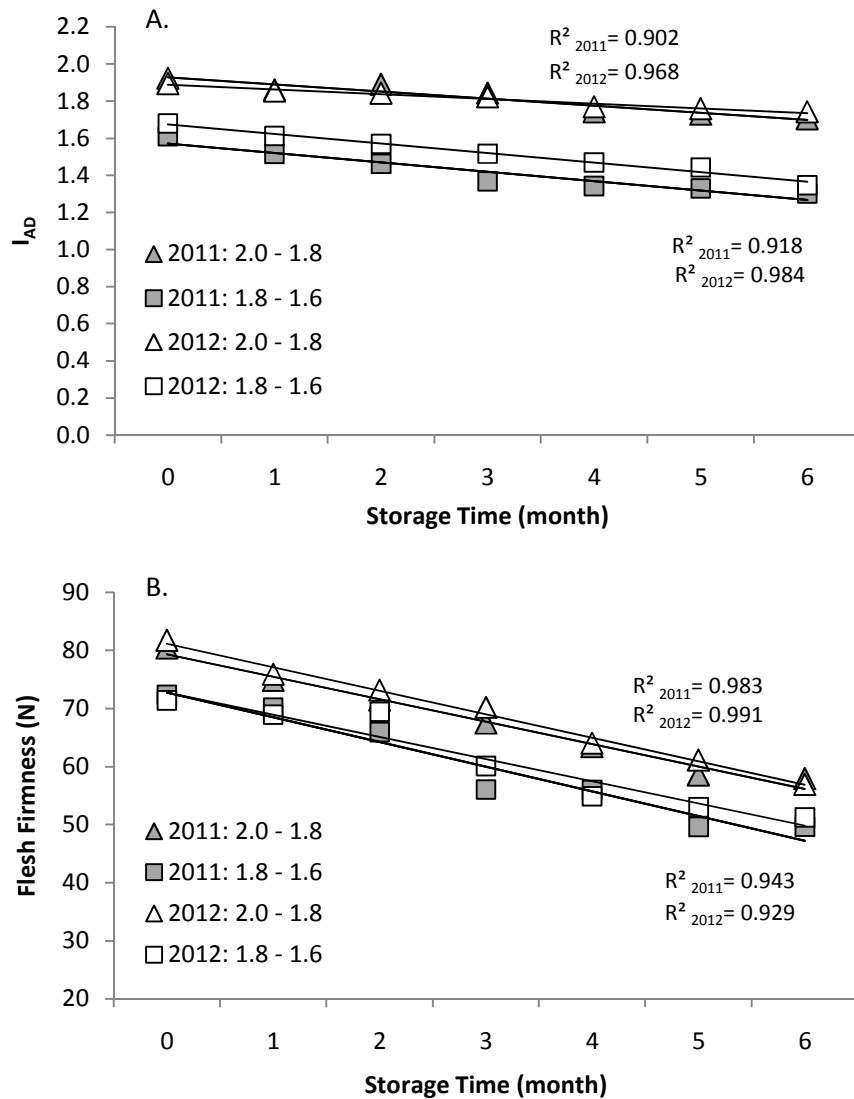 A.
R² 2011= 0.902
R² 2012= 0.968
2.2
2.0
1.8
1.6
1.4
1.2
1.0
0.8
0.6
0.4
0.2
0.0
IAD
R² 2011= 0.918
R² 2012= 0.984
2011: 2.0 - 1.8
2011: 1.8 - 1.6
2012: 2.0 - 1.8
2012: 1.8 - 1.6
0 1 2 3 4 5 6
Storage Time (month)
B.
90
80
70
60
50
40
30
20
Flesh Firmness (N)
R² 2011= 0.983
R² 2012= 0.991
2011: 2.0 - 1.8
2011: 1.8 - 1.6
2012: 2.0 - 1.8
2012: 1.8 - 1.6
R² 2011= 0.943
R² 2012= 0.929
0 1 2 3 4 5 6
Storage Time (month)